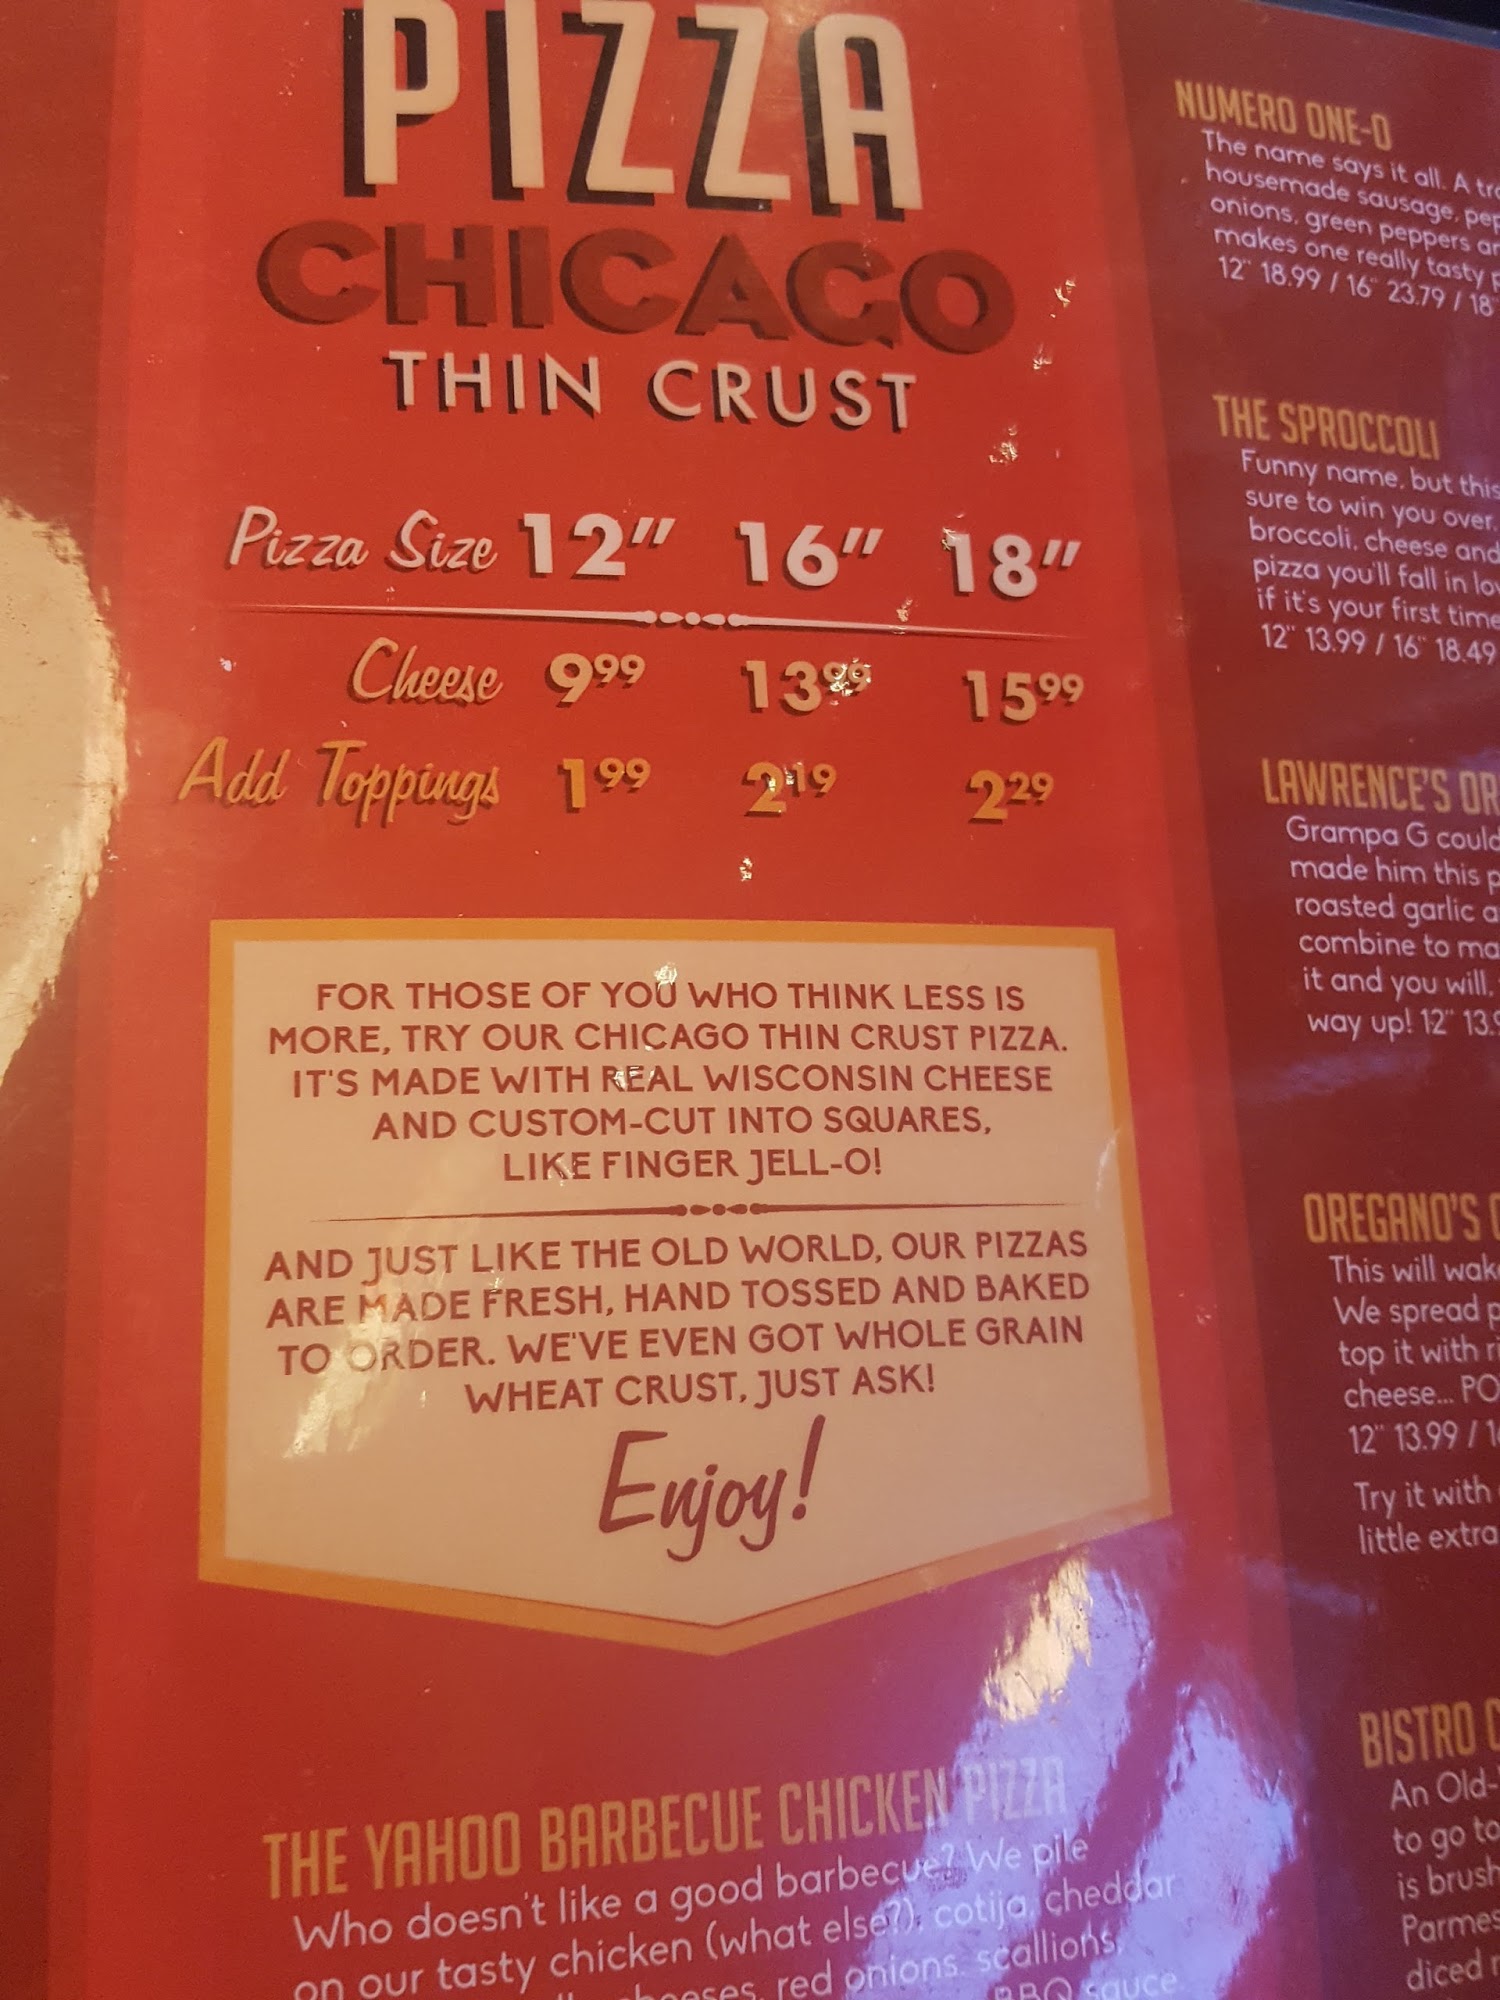 PIZZA
CHICAGO
THIN CRUST
Pizza Size 12" 16" 18"
Cheese 9.99 13.99 15.99
Add Toppings 1.99 2.19 2.29
FOR THOSE OF YOU WHO THINK LESS IS
MORE, TRY OUR CHICAGO THIN CRUST PIZZA.
IT'S MADE WITH REAL WISCONSIN CHEESE
AND CUSTOM-CUT INTO SQUARES,
LIKE FINGER JELL-O!
AND JUST LIKE THE OLD WORLD, OUR PIZZAS
ARE MADE FRESH, HAND TOSSED AND BAKED
TO ORDER. WE'VE EVEN GOT WHOLE GRAIN
WHEAT CRUST, JUST ASK!
Enjoy!
THE YAHOO BARBECUE CHICKEN PIZZA
Who doesn't like a good barbecue? We pile
on our tasty chicken (what else?), cotija, cheddar
red onions, scallions,
BBQ sauce
NUMERO ONE-O
The name says it all. A
housemade sausage,
onions, green peppers
makes one really tasty
12" 18.99 / 16" 23.79 / 18"
THE SPROCCOLI
Funny name, but this
sure to win you over.
broccoli, cheese and
pizza you'll fall in
if it's your first time
12" 13.99 / 16" 18.49
LAWRENCE'S
Grampa G could
made him this
roasted garlic
combine to
it and you will,
way up! 12"
OREGANO'S
This will
We spread
top it with
cheese...
12" 13.99 /
Try it with
little extra
BISTRO
An Old-
to go
is
diced